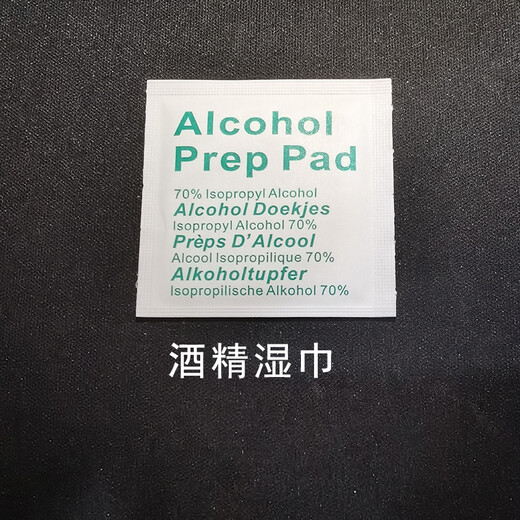 Alcohol
Prep Pad
70% Isopropyl Alcohol
Alcohol Doekjes
Isopropyl Alcohol 70%
Prèps D'Alcool
Alcool Isopropilique 70%
Alkoholtupfer
Isopropilische Alkohol 70%
酒精湿巾